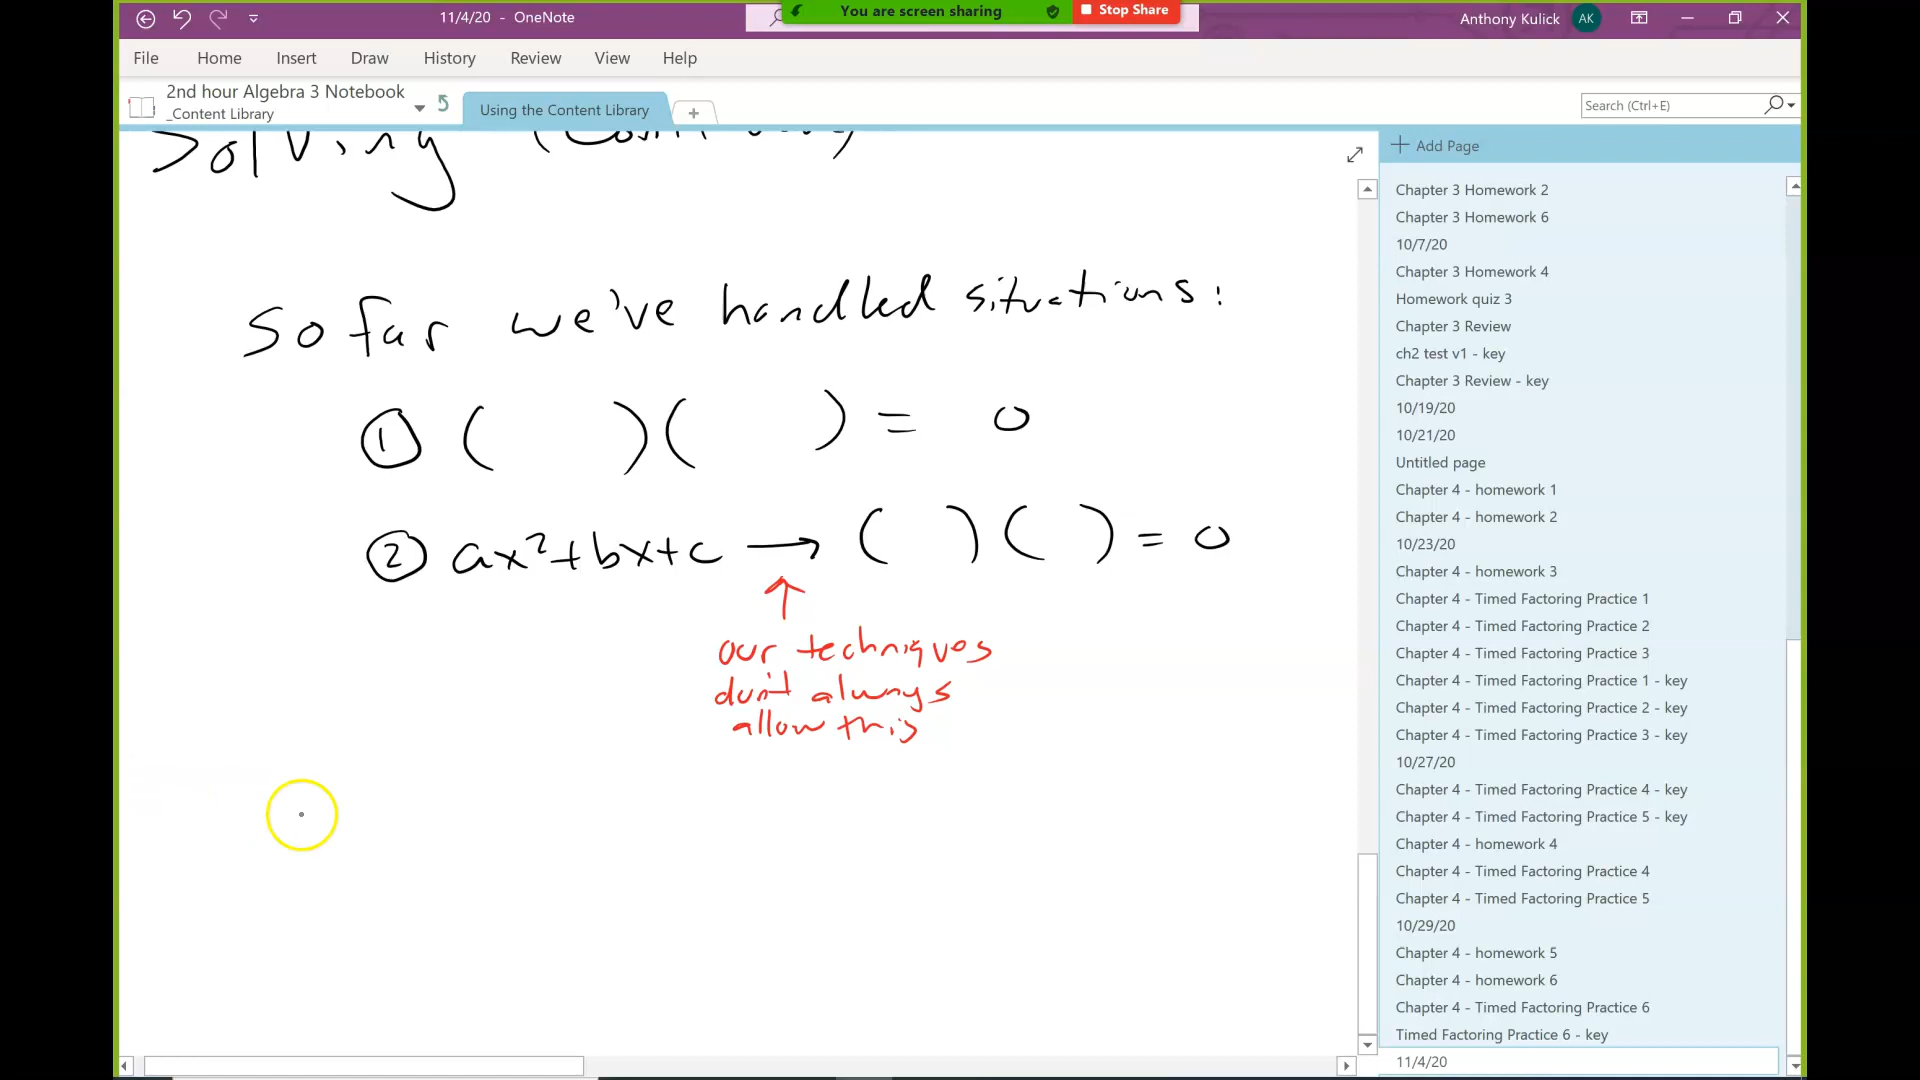 11/4/20 - OneNote
You are screen sharing
Stop Share
Anthony Kulick
AK
File Home Insert Draw History Review View Help
2nd hour Algebra 3 Notebook
_Content Library
Using the Content Library
+
Search (Ctrl+E)
Solving (Continued)
So far we've handled situations:
① ( )( ) = 0
② ax²+bx+c → ( )( ) = 0
↑
our techniques
don't always
allow this
Add Page
Chapter 3 Homework 2
Chapter 3 Homework 6
10/7/20
Chapter 3 Homework 4
Homework quiz 3
Chapter 3 Review
ch2 test v1 - key
Chapter 3 Review - key
10/19/20
10/21/20
Untitled page
Chapter 4 - homework 1
Chapter 4 - homework 2
10/23/20
Chapter 4 - homework 3
Chapter 4 - Timed Factoring Practice 1
Chapter 4 - Timed Factoring Practice 2
Chapter 4 - Timed Factoring Practice 3
Chapter 4 - Timed Factoring Practice 1 - key
Chapter 4 - Timed Factoring Practice 2 - key
Chapter 4 - Timed Factoring Practice 3 - key
10/27/20
Chapter 4 - Timed Factoring Practice 4 - key
Chapter 4 - Timed Factoring Practice 5 - key
Chapter 4 - homework 4
Chapter 4 - Timed Factoring Practice 4
Chapter 4 - Timed Factoring Practice 5
10/29/20
Chapter 4 - homework 5
Chapter 4 - homework 6
Chapter 4 - Timed Factoring Practice 6
Timed Factoring Practice 6 - key
11/4/20